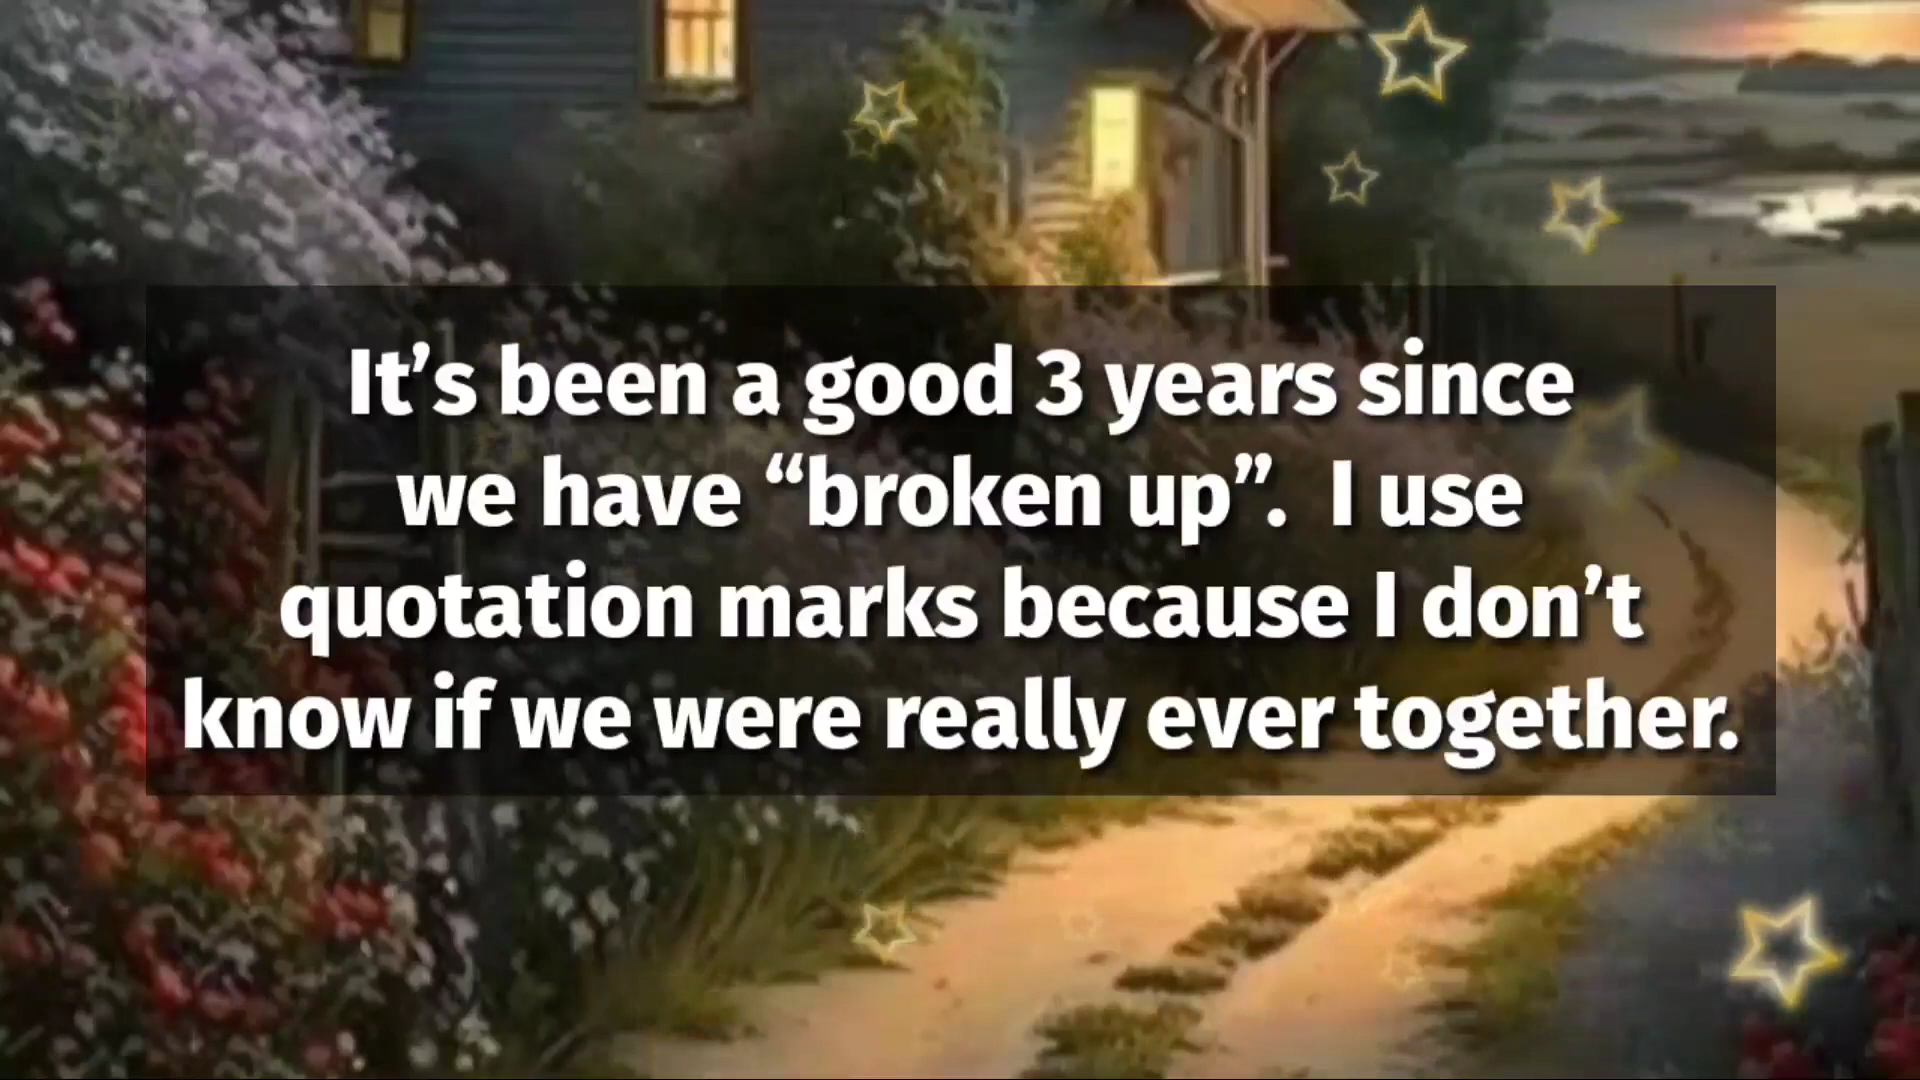 It’s been a good 3 years since
we have “broken up”.  I use
quotation marks because I don’t
know if we were really ever together.